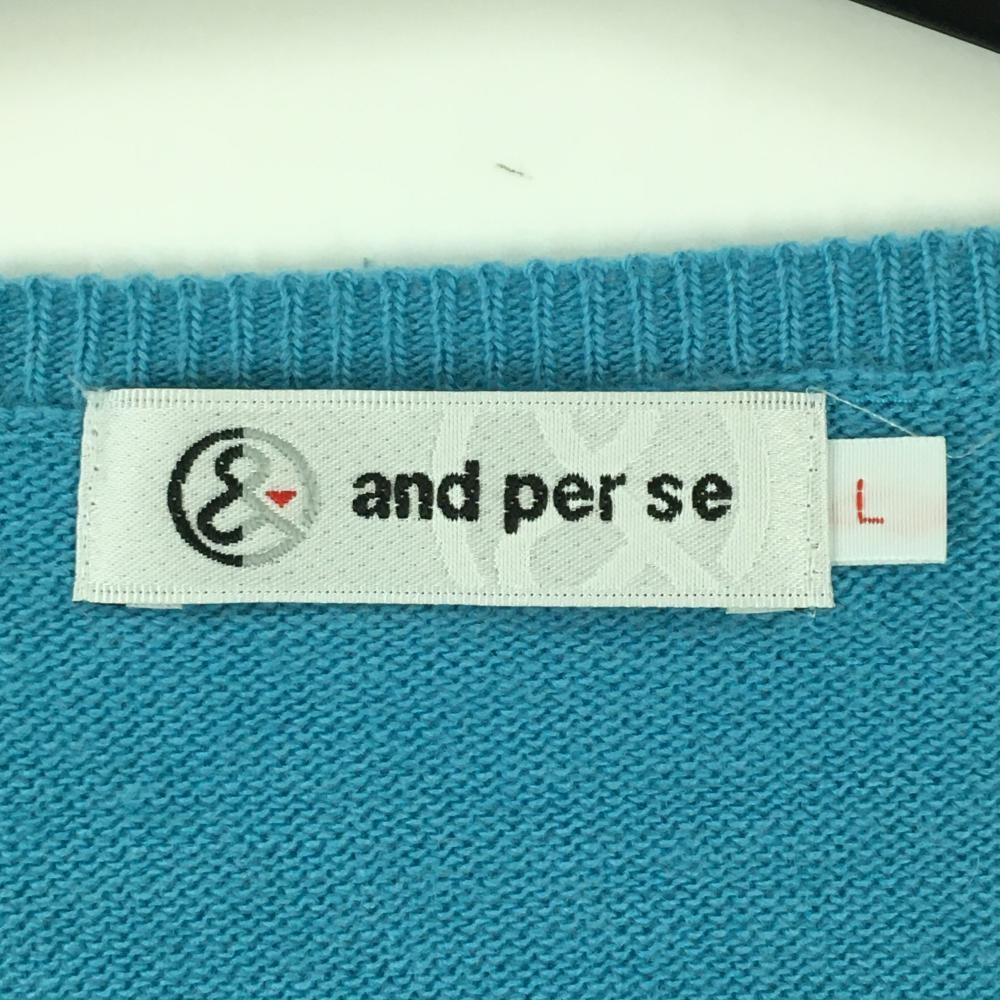 & and per se
L